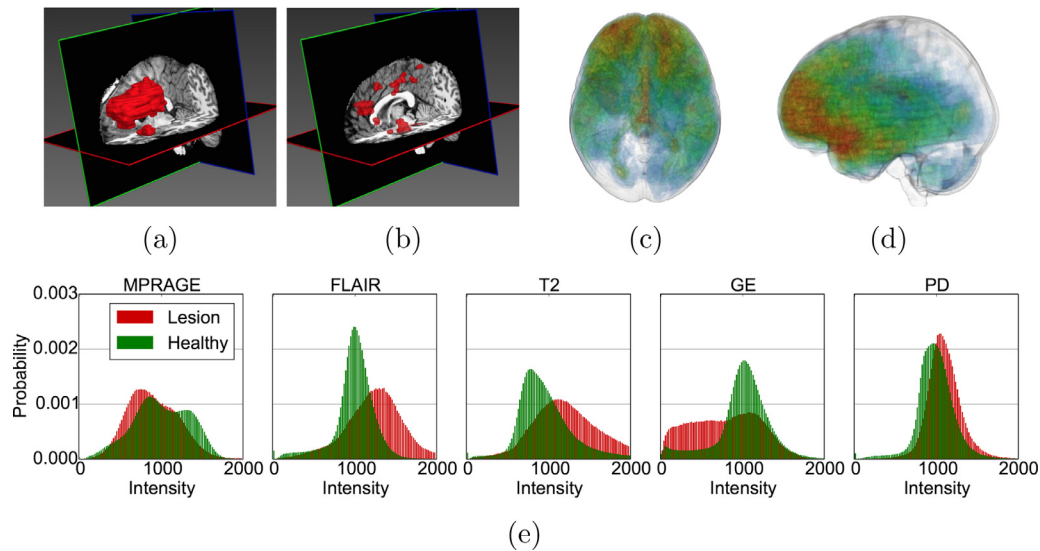 (a) (b) (c) (d)
MPRAGE FLAIR T2 GE PD
0.003
Lesion
Healthy
0.002
Probability
0.001
0.000
0 1000 2000 0 1000 2000 0 1000 2000 0 1000 2000 0 1000 2000
Intensity Intensity Intensity Intensity Intensity
(e)